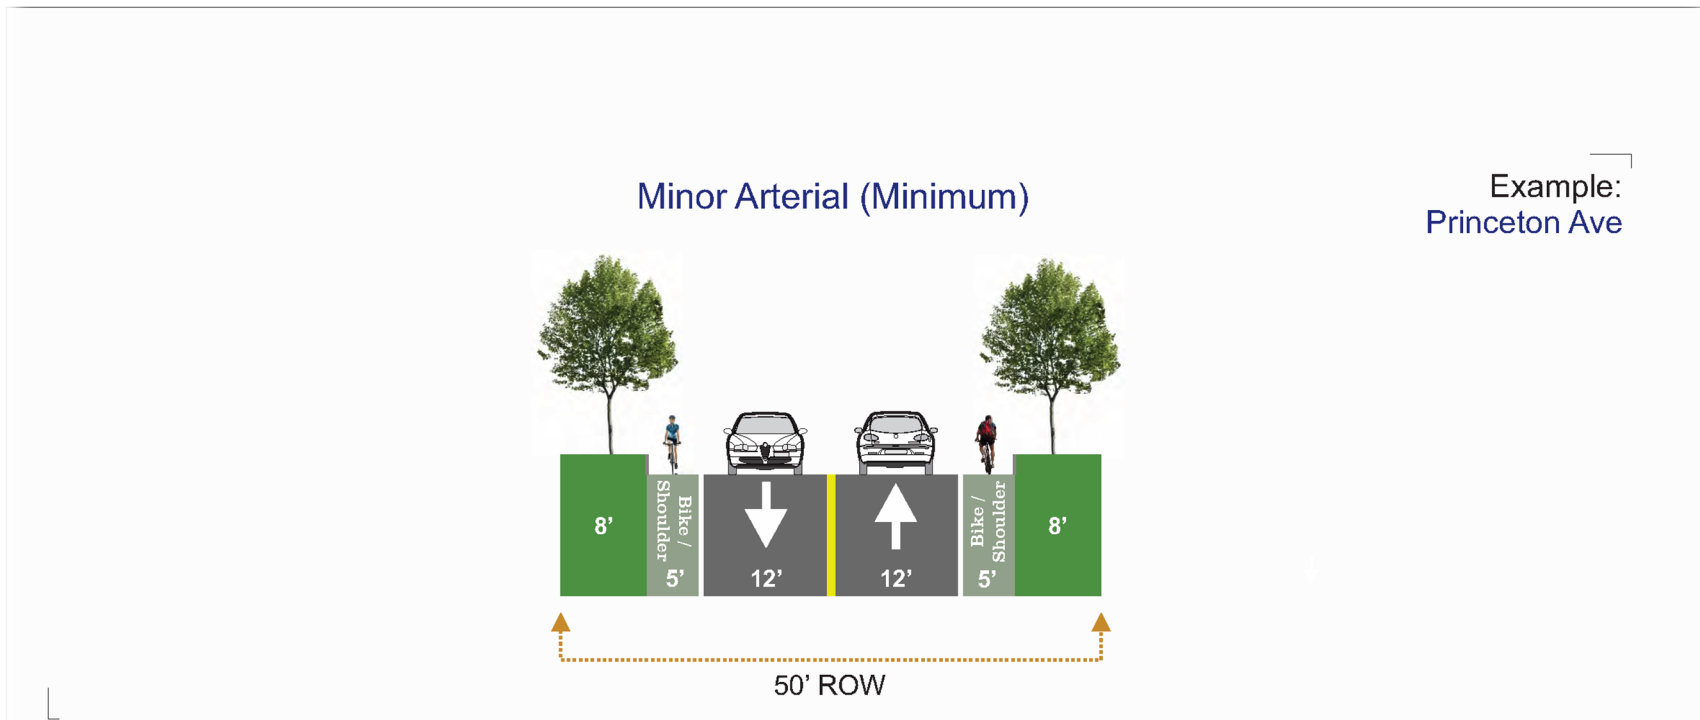 Minor Arterial (Minimum)
Example:
Princeton Ave
8’
Bike /
Shoulder
5’
12’
12’
Bike /
Shoulder
5’
8’
50’ ROW